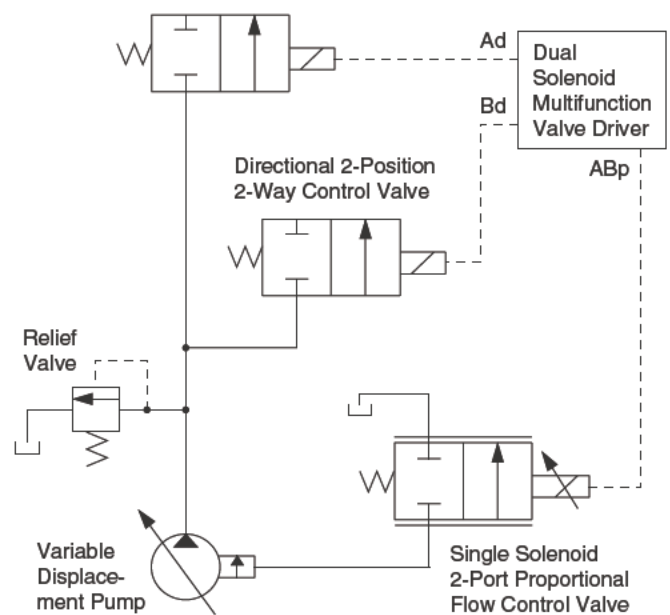 Ad
Dual
Solenoid
Multifunction
Valve Driver
Bd
ABp
Directional 2-Position
2-Way Control Valve
Relief
Valve
Variable
Displace-
ment Pump
Single Solenoid
2-Port Proportional
Flow Control Valve